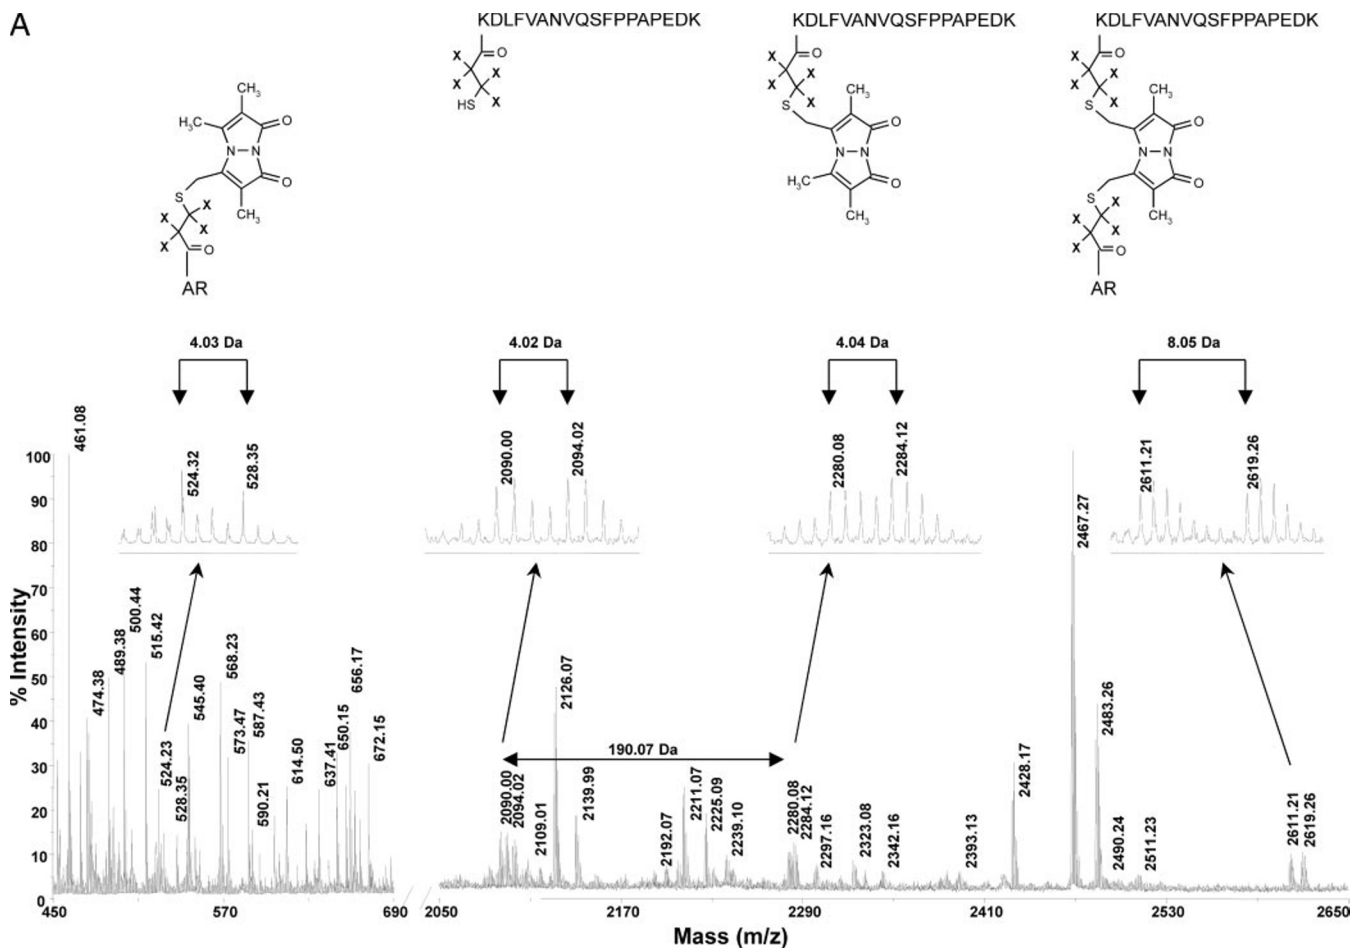 A
KDLFVANVQSFPPAPEDK
KDLFVANVQSFPPAPEDK
KDLFVANVQSFPPAPEDK
CH3
H3C
O
N N
O
S
CH3
X X
X X
O
AR
X
O
X X
X
HS X
X
O
X X
X
S X
CH3
O
N N
H3C
O
CH3
X
O
X X
X
S X
CH3
O
N N
O
S
CH3
X X
X X
O
AR
4.03 Da
4.02 Da
4.04 Da
8.05 Da
524.32
528.35
2090.00
2094.02
2280.08
2284.12
2611.21
2619.26
% Intensity
100
90
80
70
60
50
40
30
20
10
0
461.08
474.38
489.38
500.44
515.42
524.23
528.35
545.40
568.23
573.47
587.43
590.21
614.50
637.41
650.15
656.17
672.15
190.07 Da
2090.00
2094.02
2109.01
2126.07
2139.99
2192.07
2211.07
2225.09
2239.10
2280.08
2284.12
2297.16
2323.08
2342.16
2393.13
2428.17
2467.27
2483.26
2490.24
2511.23
2611.21
2619.26
450 570 690 2050 2170 2290 2410 2530 2650
Mass (m/z)